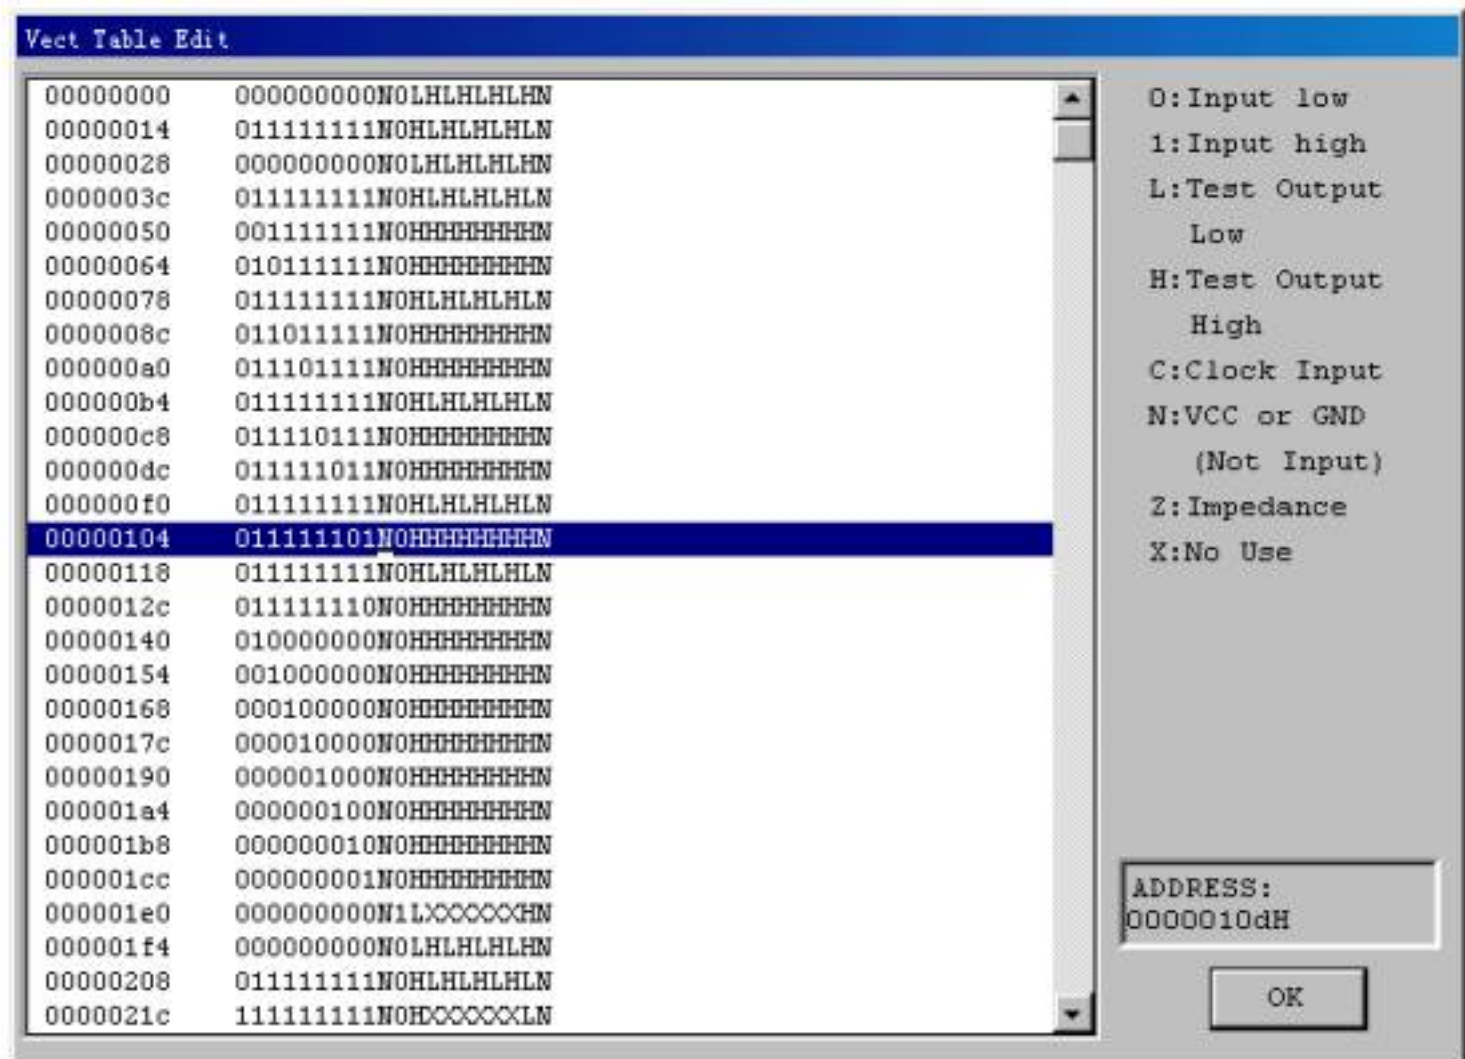 Vect Table Edit
00000000 000000000N0LHLHLHLHN
00000014 011111111N0HLHLHLHLN
00000028 000000000N0LHLHLHLHN
0000003c 011111111N0HLHLHLHLN
00000050 001111111N0HHHHHHHHN
00000064 010111111N0HHHHHHHHN
00000078 011111111N0HLHLHLHLN
0000008c 011011111N0HHHHHHHHN
000000a0 011101111N0HHHHHHHHN
000000b4 011111111N0HLHLHLHLN
000000c8 011110111N0HHHHHHHHN
000000dc 011111011N0HHHHHHHHN
000000f0 011111111N0HLHLHLHLN
00000104 011111101N0HHHHHHHHN
00000118 011111111N0HLHLHLHLN
0000012c 011111110N0HHHHHHHHN
00000140 010000000N0HHHHHHHHN
00000154 001000000N0HHHHHHHHN
00000168 000100000N0HHHHHHHHN
0000017c 000010000N0HHHHHHHHN
00000190 000001000N0HHHHHHHHN
000001a4 000000100N0HHHHHHHHN
000001b8 000000010N0HHHHHHHHN
000001cc 000000001N0HHHHHHHHN
000001e0 000000000N1LXXXXXXHN
000001f4 000000000N0LHLHLHLHN
00000208 011111111N0HLHLHLHLN
0000021c 111111111N0HXXXXXXLN
0:Input low
1:Input high
L:Test Output
Low
H:Test Output
High
C:Clock Input
N:VCC or GND
(Not Input)
Z:Impedance
X:No Use
ADDRESS:
0000010dH
OK